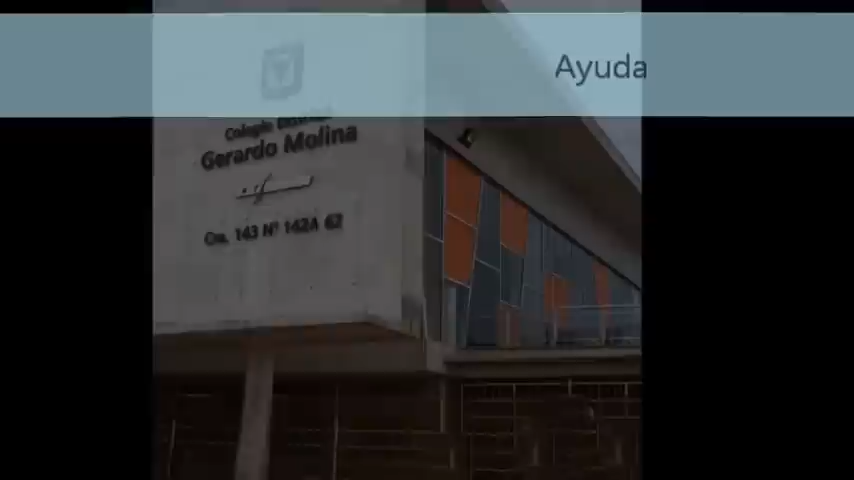 Ayuda
Colegio Distrital
Gerardo Molina
Cra. 143 Nº 142A 62